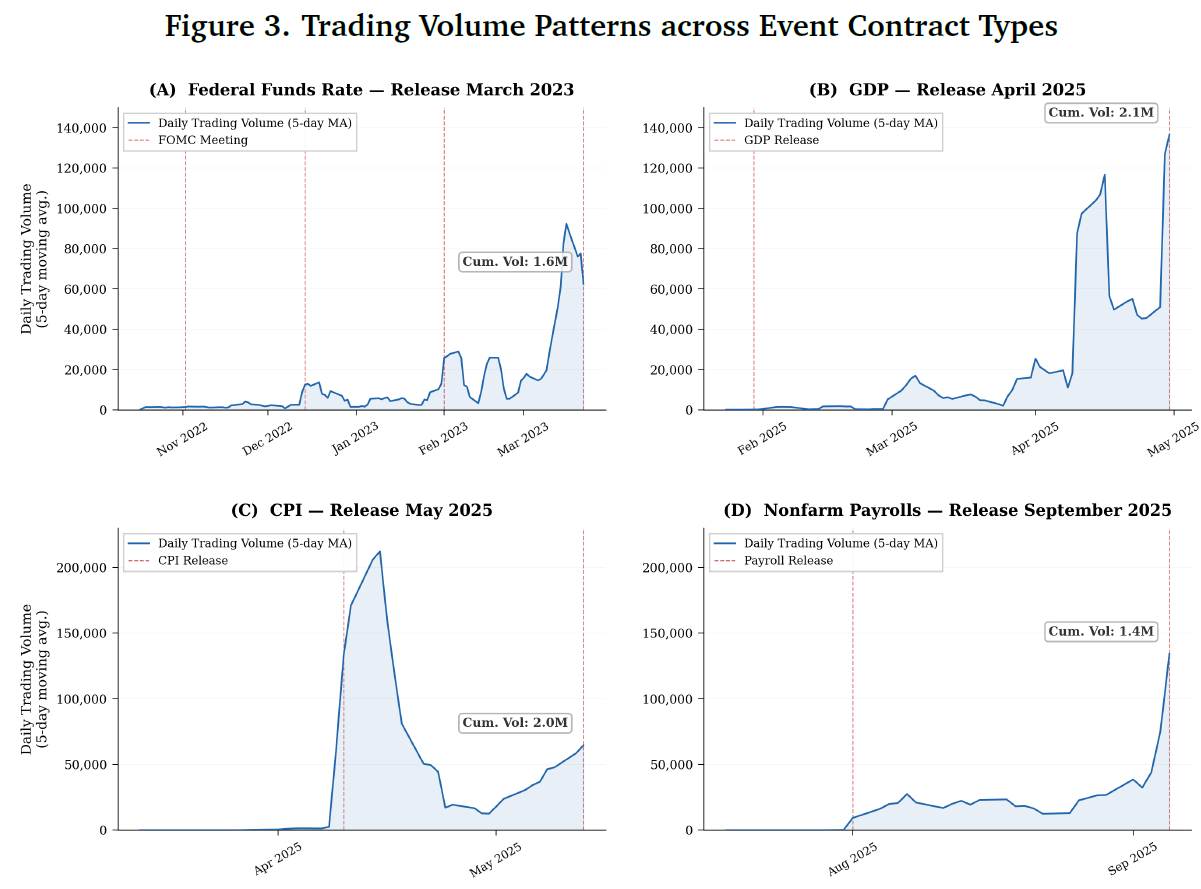 Figure 3. Trading Volume Patterns across Event Contract Types
(A) Federal Funds Rate — Release March 2023
Daily Trading Volume (5-day MA)
FOMC Meeting
Cum. Vol: 1.6M
Daily Trading Volume
(5-day moving avg.)
140,000
120,000
100,000
80,000
60,000
40,000
20,000
0
Nov 2022
Dec 2022
Jan 2023
Feb 2023
Mar 2023
(B) GDP — Release April 2025
Cum. Vol: 2.1M
Daily Trading Volume (5-day MA)
GDP Release
140,000
120,000
100,000
80,000
60,000
40,000
20,000
0
Feb 2025
Mar 2025
Apr 2025
May 2025
(C) CPI — Release May 2025
Daily Trading Volume (5-day MA)
CPI Release
Cum. Vol: 2.0M
Daily Trading Volume
(5-day moving avg.)
200,000
150,000
100,000
50,000
0
Apr 2025
May 2025
(D) Nonfarm Payrolls — Release September 2025
Daily Trading Volume (5-day MA)
Payroll Release
Cum. Vol: 1.4M
200,000
150,000
100,000
50,000
0
Aug 2025
Sep 2025